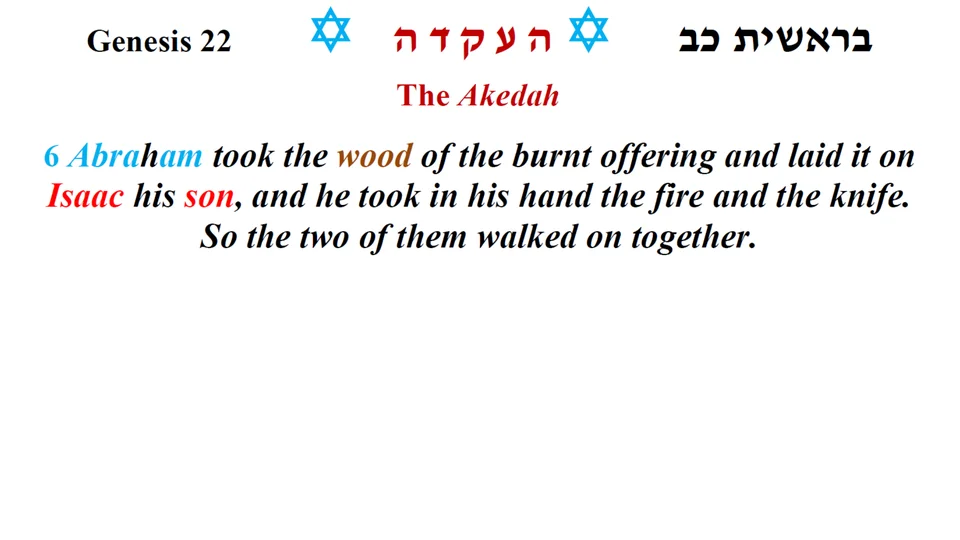 Genesis 22 ✡ ה ע ק ד ה ✡ בראשית כב
The Akedah
6 Abraham took the wood of the burnt offering and laid it on
Isaac his son, and he took in his hand the fire and the knife.
So the two of them walked on together.